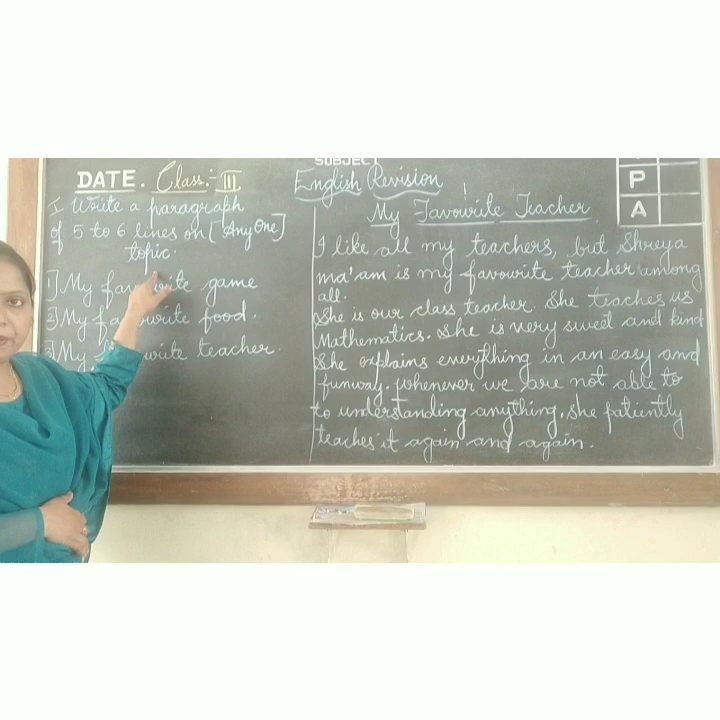 SUBJECT
DATE. Class:- III
English Revision
P
A
I. Write a paragraph
of 5 to 6 lines on [Any One]
topic.
1] My favourite game
2] My favourite food.
3] My favourite teacher.
My Favourite Teacher
I like all my teachers, but Shreya
ma'am is my favourite teacher among
all.
She is our class teacher. She teaches us
Mathematics. She is very sweet and kind
She explains everything in an easy and
funway. Whenever we are not able to
to understanding anything, she patiently
teaches it again and again.